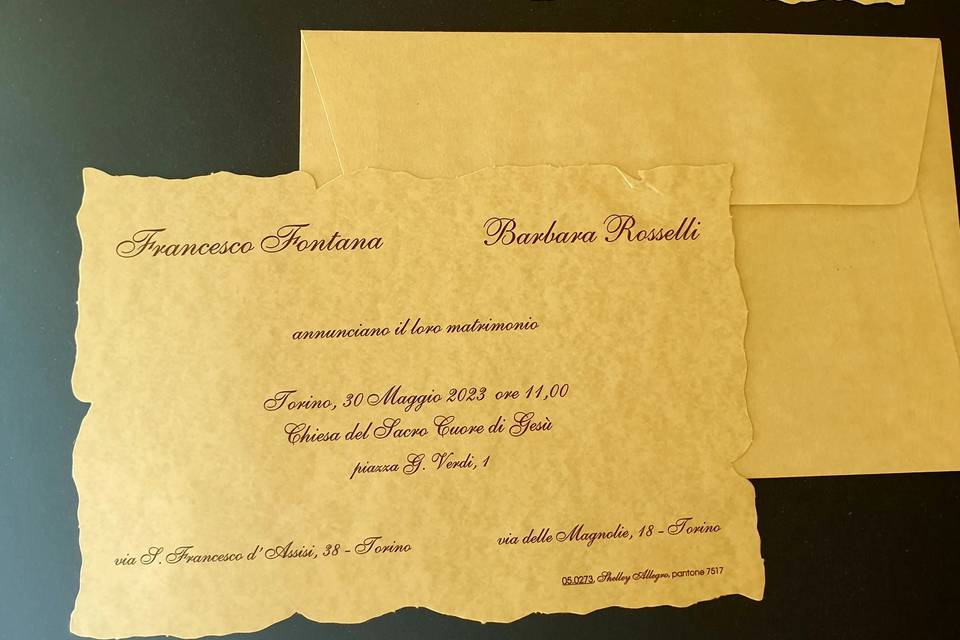 Francesco Fontana
Barbara Rosselli
annunciano il loro matrimonio
Torino, 30 Maggio 2023 ore 11,00
Chiesa del Sacro Cuore di Gesù
piazza G. Verdi, 1
via S. Francesco d' Assisi, 38 - Torino
via delle Magnolie, 18 - Torino
05.0273, Shelley Allegro, pantone 7517